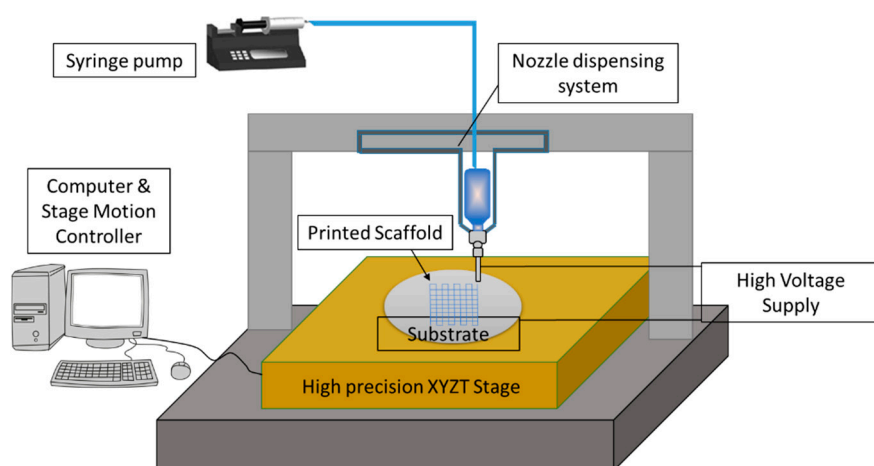 Syringe pump
Nozzle dispensing
system
Computer &
Stage Motion
Controller
Printed Scaffold
High Voltage
Supply
Substrate
High precision XYZT Stage